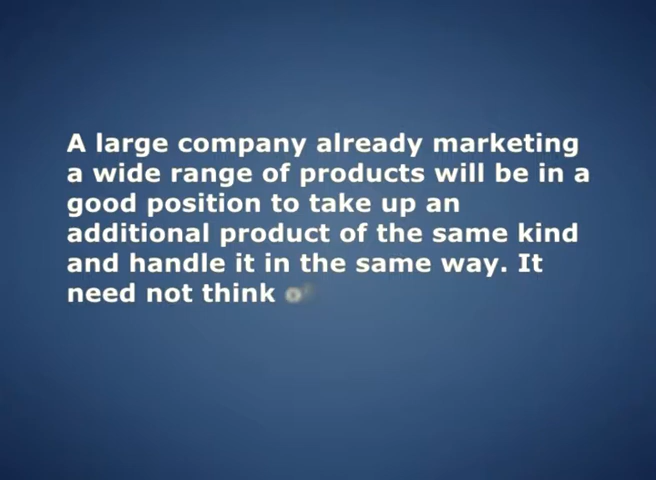 A large company already marketing
a wide range of products will be in a
good position to take up an
additional product of the same kind
and handle it in the same way. It
need not think